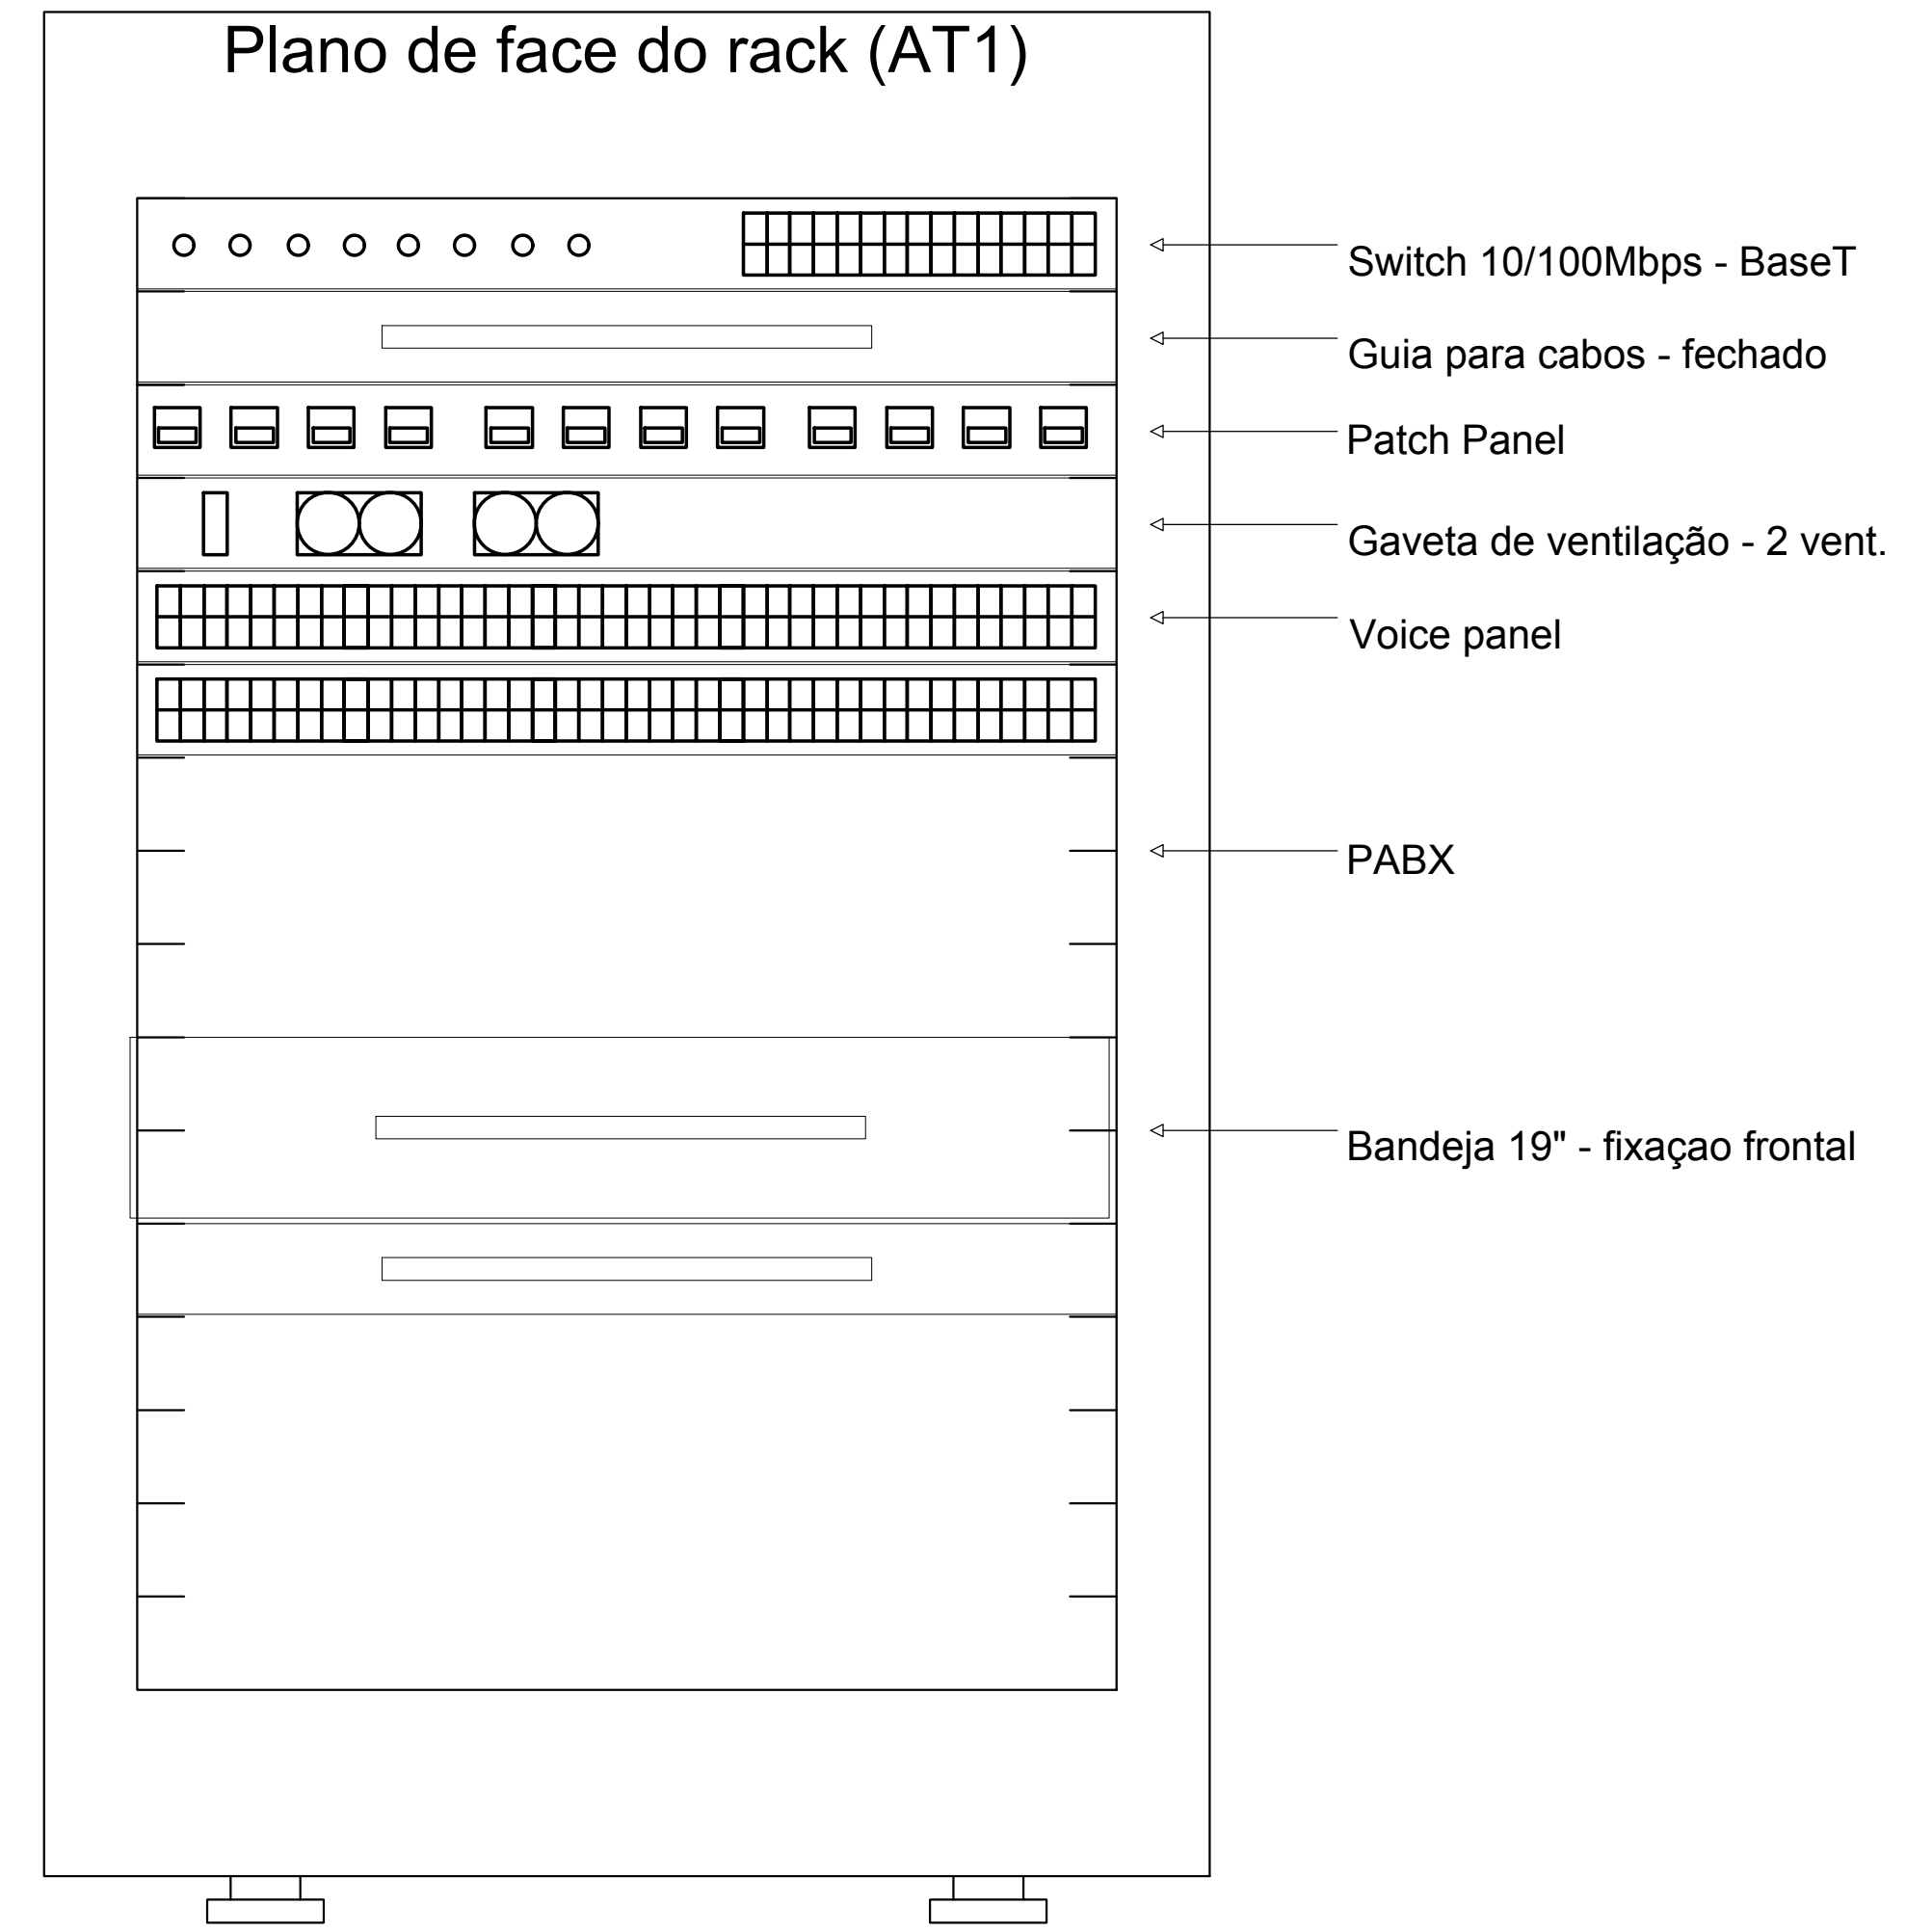 Plano de face do rack (AT1)
Switch 10/100Mbps - BaseT
Guia para cabos - fechado
Patch Panel
Gaveta de ventilação - 2 vent.
Voice panel
PABX
Bandeja 19" - fixaçao frontal